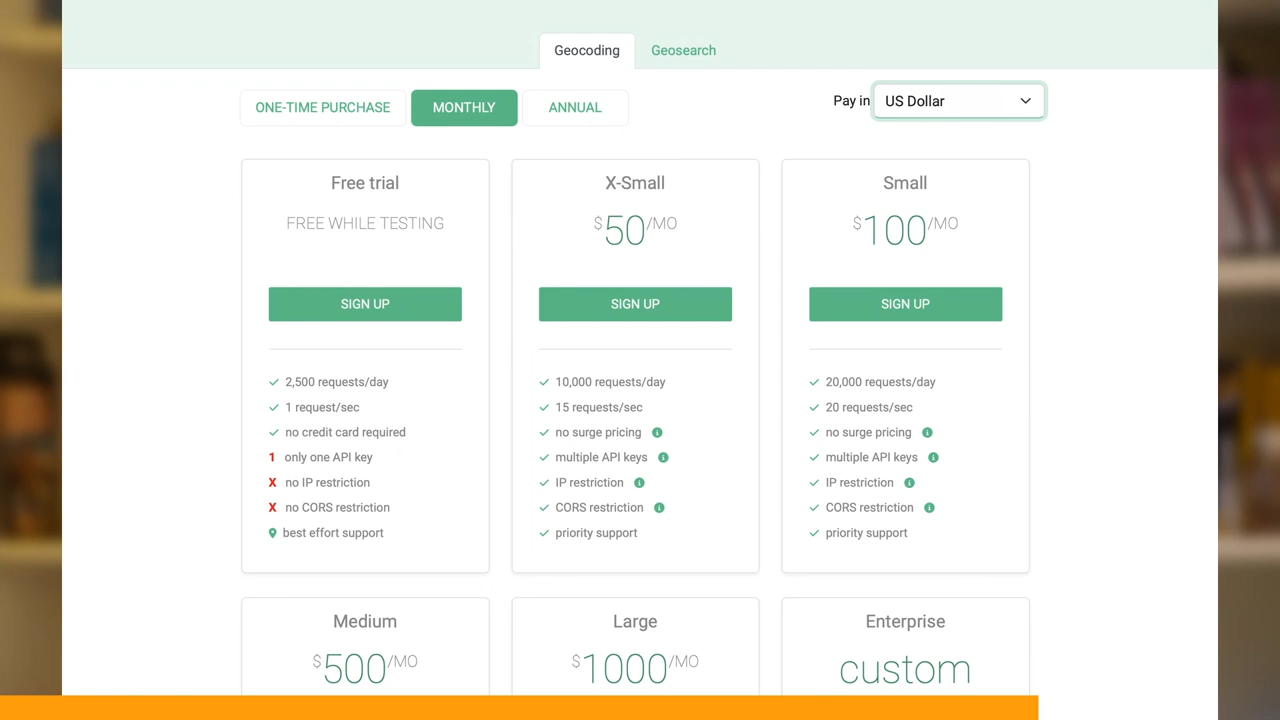 Geocoding Geosearch
ONE-TIME PURCHASE MONTHLY ANNUAL Pay in US Dollar
Free trial
FREE WHILE TESTING
SIGN UP
✓ 2,500 requests/day
✓ 1 request/sec
✓ no credit card required
1 only one API key
X no IP restriction
X no CORS restriction
best effort support
X-Small
$50/MO
SIGN UP
✓ 10,000 requests/day
✓ 15 requests/sec
✓ no surge pricing
✓ multiple API keys
✓ IP restriction
✓ CORS restriction
✓ priority support
Small
$100/MO
SIGN UP
✓ 20,000 requests/day
✓ 20 requests/sec
✓ no surge pricing
✓ multiple API keys
✓ IP restriction
✓ CORS restriction
✓ priority support
Medium
$500/MO
Large
$1000/MO
Enterprise
custom